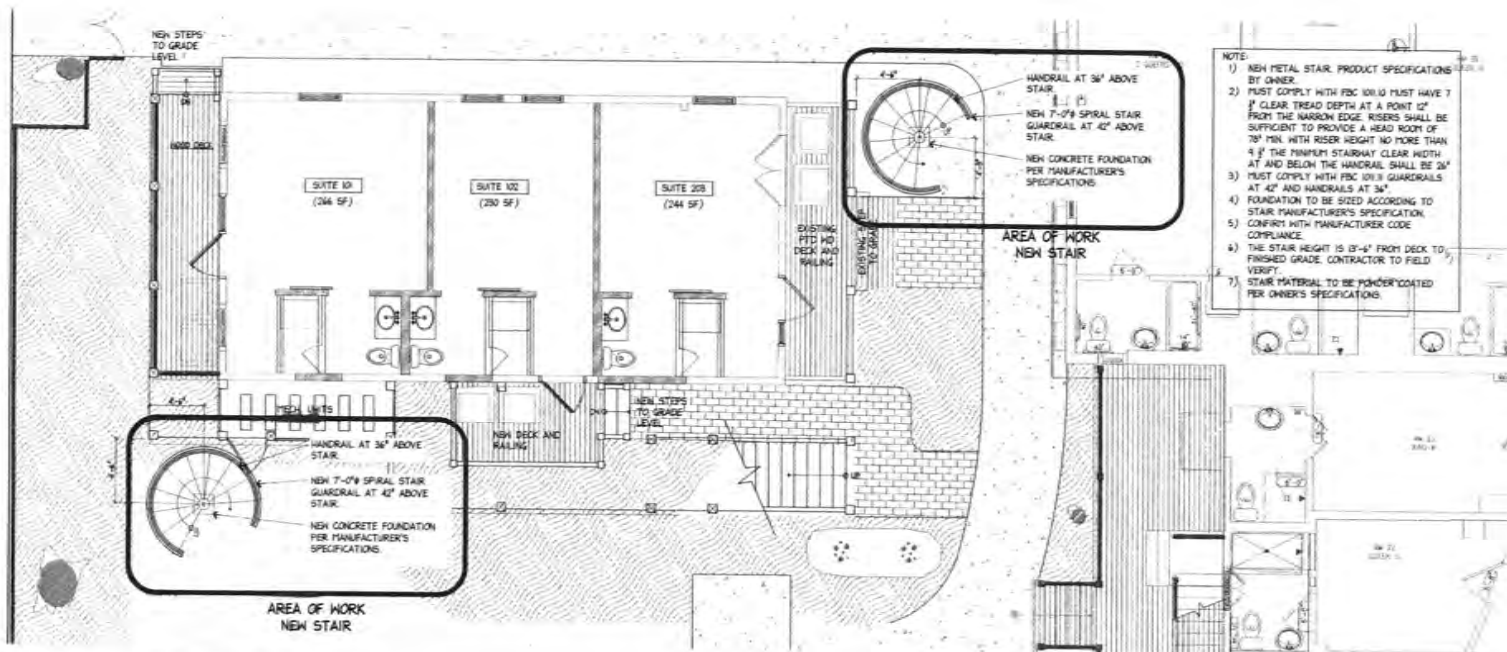 NEW STEPS
TO GRADE
LEVEL
WOOD DECK
SUITE 101
(266 SF)
SUITE 102
(250 SF)
SUITE 203
(244 SF)
EXISTING
PTD WD
DECK AND
RAILING
EXISTING STEP
TO GRADE
4'-6"
HANDRAIL AT 36" ABOVE
STAIR.
NEW 7'-0"ø SPIRAL STAIR
GUARDRAIL AT 42" ABOVE
STAIR.
NEW CONCRETE FOUNDATION
PER MANUFACTURER'S
SPECIFICATIONS
AREA OF WORK
NEW STAIR
NOTE:
1) NEW METAL STAIR. PRODUCT SPECIFICATIONS
BY OWNER.
2) MUST COMPLY WITH FBC 1011.10 MUST HAVE 7
½" CLEAR TREAD DEPTH AT A POINT 12"
FROM THE NARROW EDGE. RISERS SHALL BE
SUFFICIENT TO PROVIDE A HEAD ROOM OF
78" MIN. WITH RISER HEIGHT NO MORE THAN
9 ½" THE MINIMUM STAIRWAY CLEAR WIDTH
AT AND BELOW THE HANDRAIL SHALL BE 26"
3) MUST COMPLY WITH FBC 1011.11 GUARDRAILS
AT 42" AND HANDRAILS AT 36".
4) FOUNDATION TO BE SIZED ACCORDING TO
STAIR MANUFACTURER'S SPECIFICATION.
5) CONFIRM WITH MANUFACTURER CODE
COMPLIANCE.
6) THE STAIR HEIGHT IS 13'-6" FROM DECK TO
FINISHED GRADE. CONTRACTOR TO FIELD
VERIFY.
7) STAIR MATERIAL TO BE POWDER COATED
PER OWNER'S SPECIFICATIONS.
4'-6"
MECH. UNITS
NEW DECK AND
RAILING
NEW STEPS
TO GRADE
LEVEL
UP
4'-6"
HANDRAIL AT 36" ABOVE
STAIR.
NEW 7'-0"ø SPIRAL STAIR
GUARDRAIL AT 42" ABOVE
STAIR.
NEW CONCRETE FOUNDATION
PER MANUFACTURER'S
SPECIFICATIONS.
AREA OF WORK
NEW STAIR